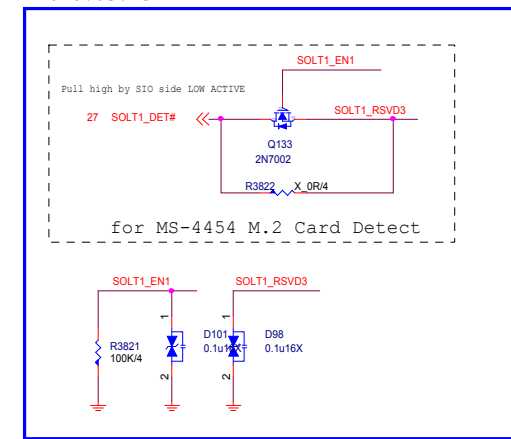 SOLT1_EN1
Pull high by SIO side LOW ACTIVE
27 SOLT1_DET#
SOLT1_RSVD3
Q133
2N7002
R3822 X_0R/4
for MS-4454 M.2 Card Detect
SOLT1_EN1
SOLT1_RSVD3
1
1
R3821
100K/4
D101
0.1u16X
D98
0.1u16X
2
2